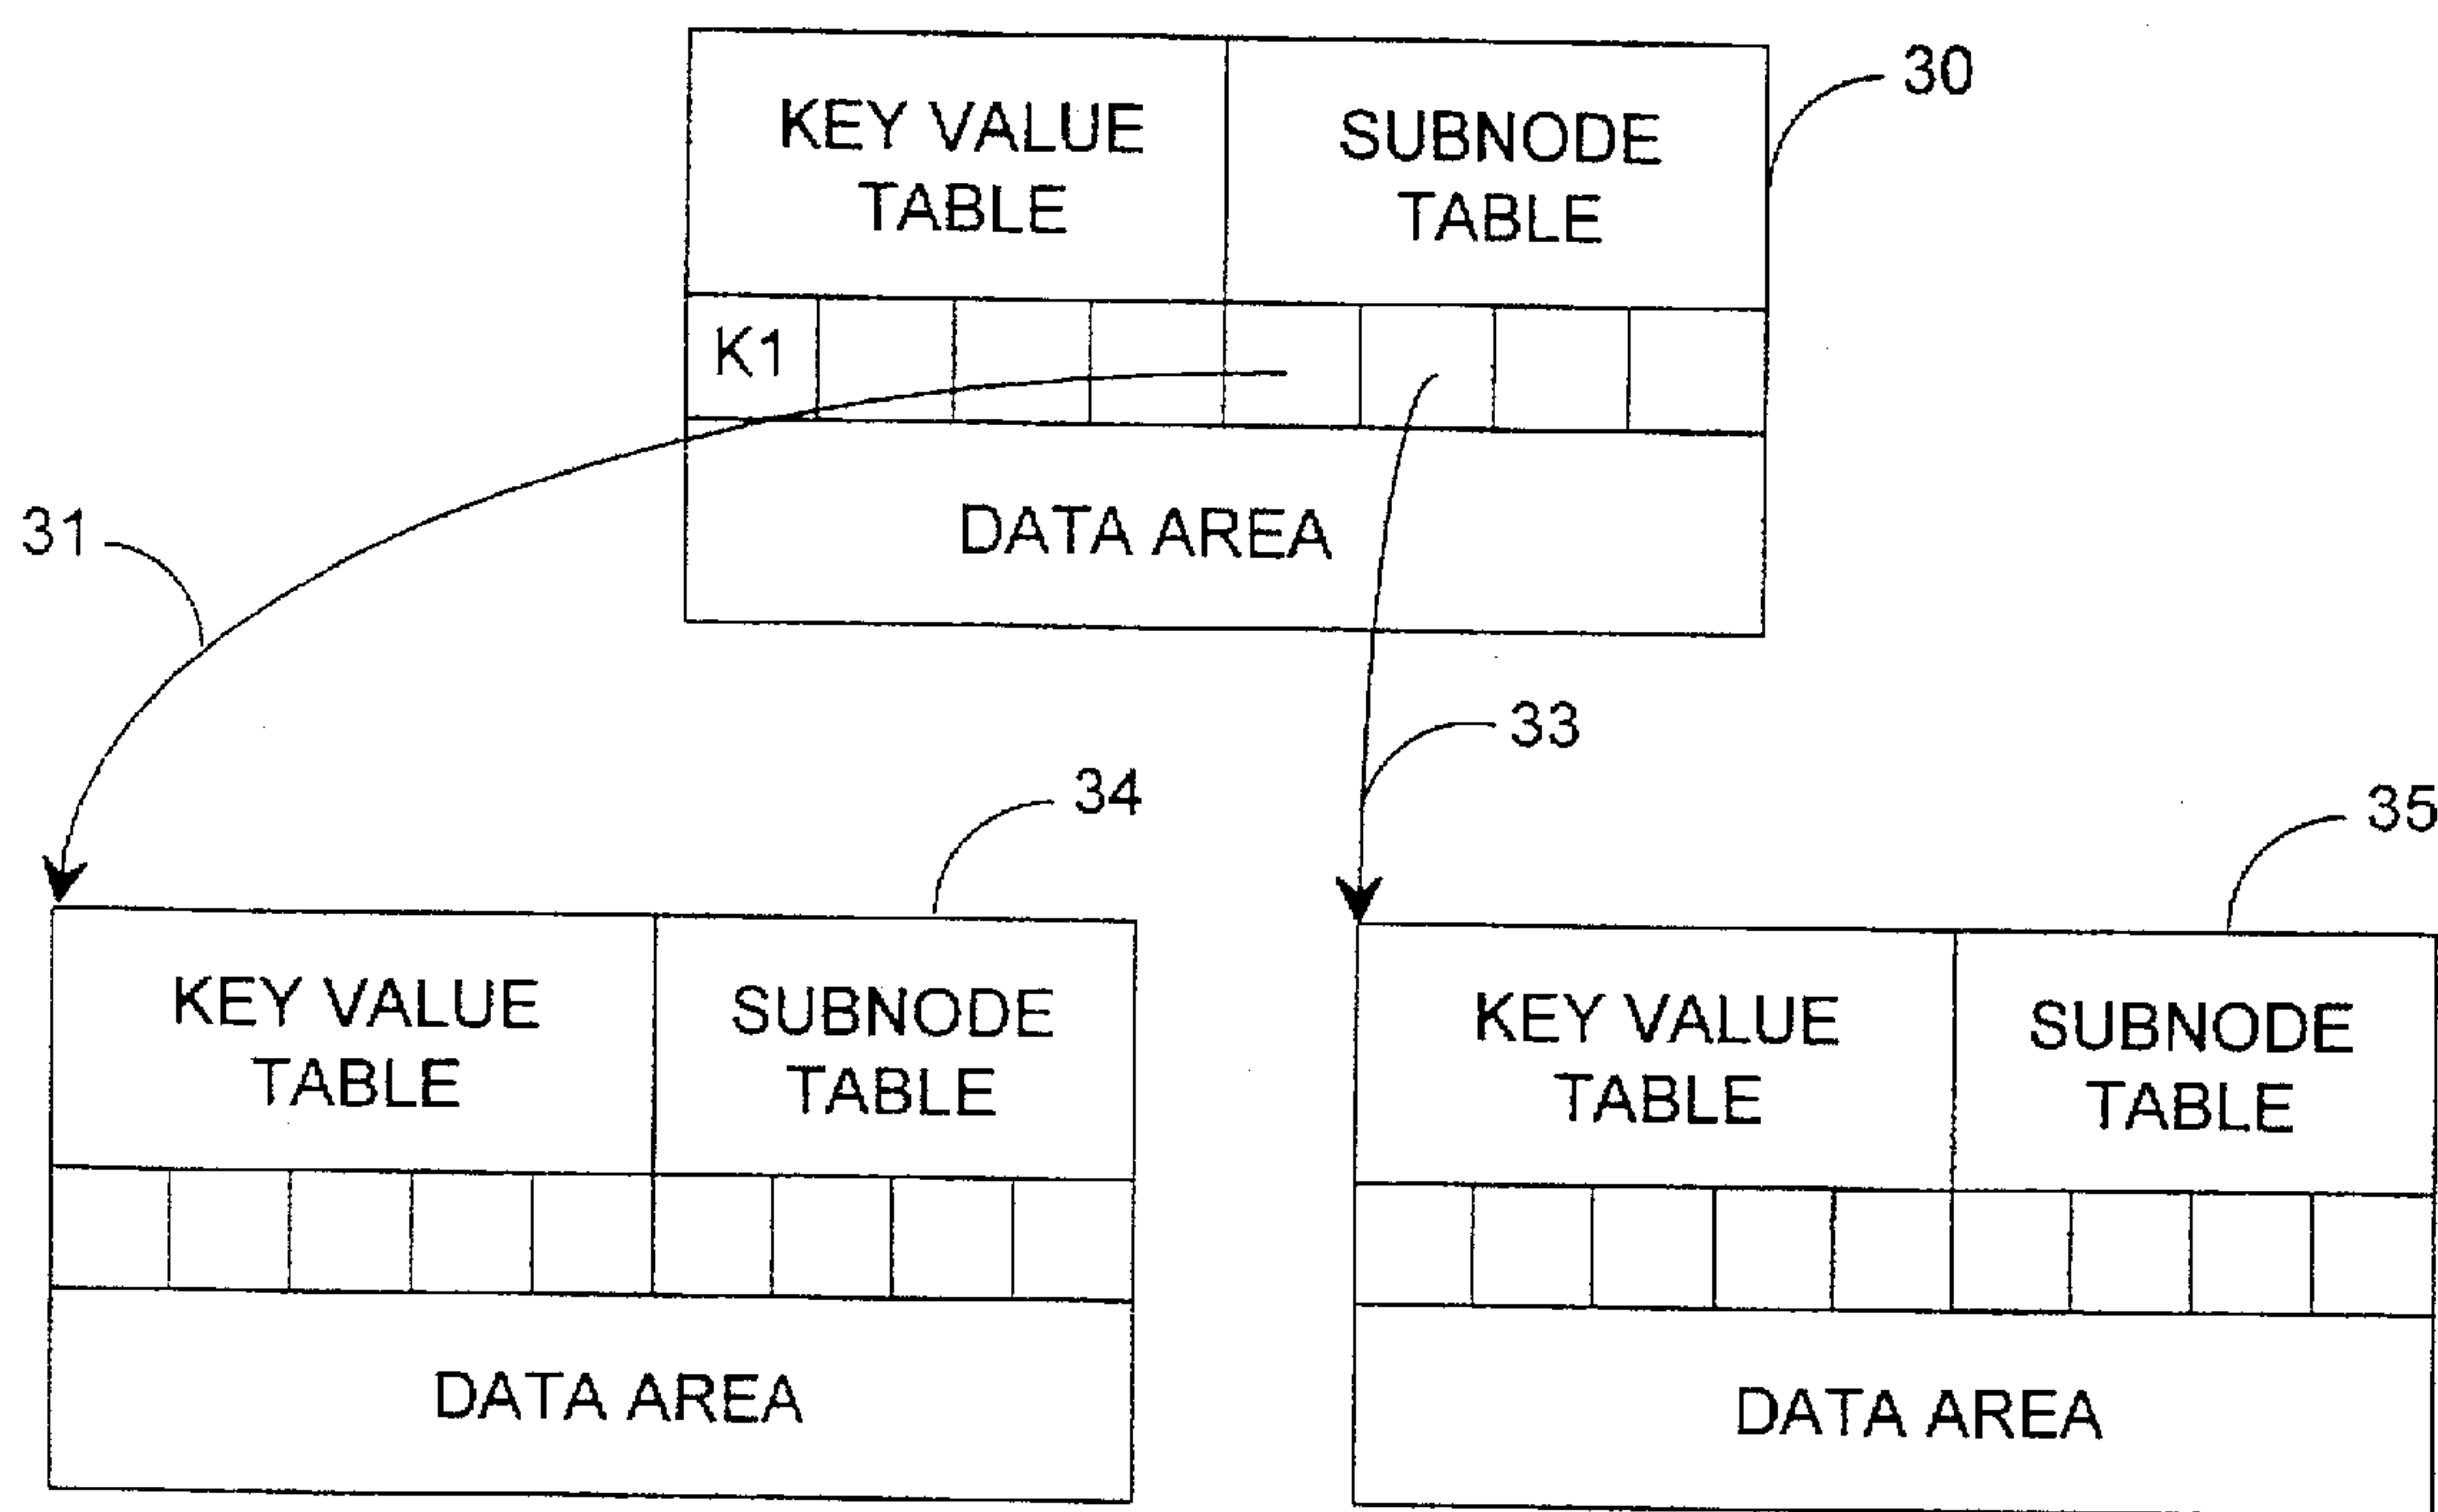 30
KEY VALUE
TABLE
SUBNODE
TABLE
K1
DATA AREA
31
33
34
35
KEY VALUE
TABLE
SUBNODE
TABLE
DATA AREA
KEY VALUE
TABLE
SUBNODE
TABLE
DATA AREA